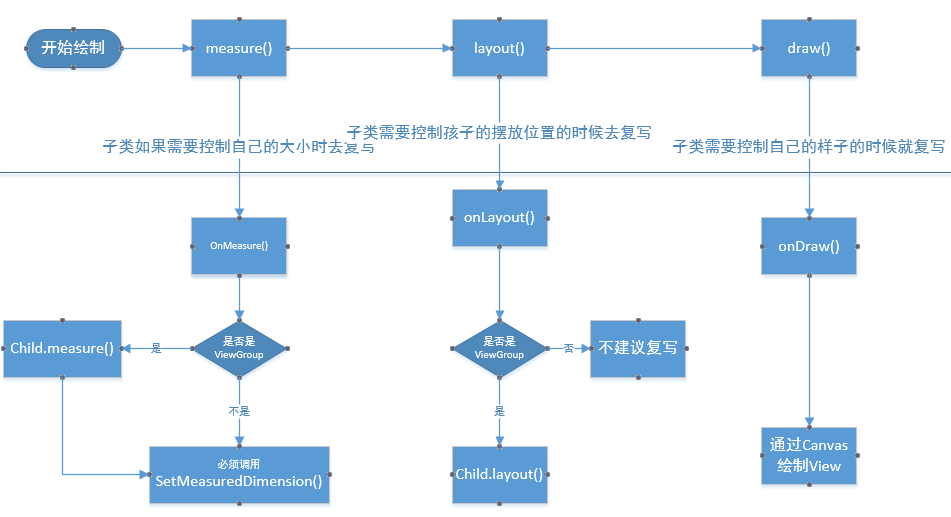 开始绘制
measure()
layout()
draw()
子类如果需要控制自己的大小时去复写
子类需要控制孩子的摆放位置的时候去复写
子类需要控制自己的样子的时候就复写
OnMeasure()
onLayout()
onDraw()
Child.measure()
是
是否是
ViewGroup
是否是
ViewGroup
否
不建议复写
不是
是
必须调用
SetMeasuredDimension()
Child.layout()
通过Canvas
绘制View